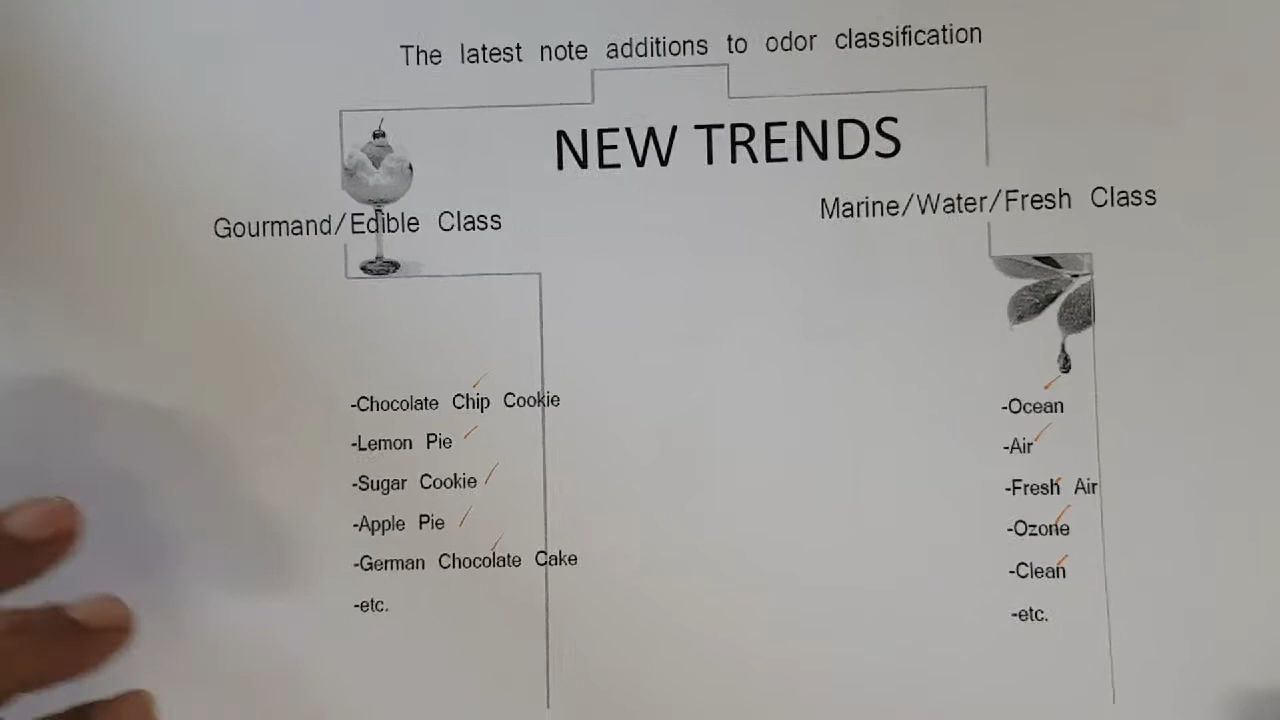 The latest note additions to odor classification
NEW TRENDS
Gourmand/Edible Class
-Chocolate Chip Cookie
-Lemon Pie
-Sugar Cookie
-Apple Pie
-German Chocolate Cake
-etc.
Marine/Water/Fresh Class
-Ocean
-Air
-Fresh Air
-Ozone
-Clean
-etc.